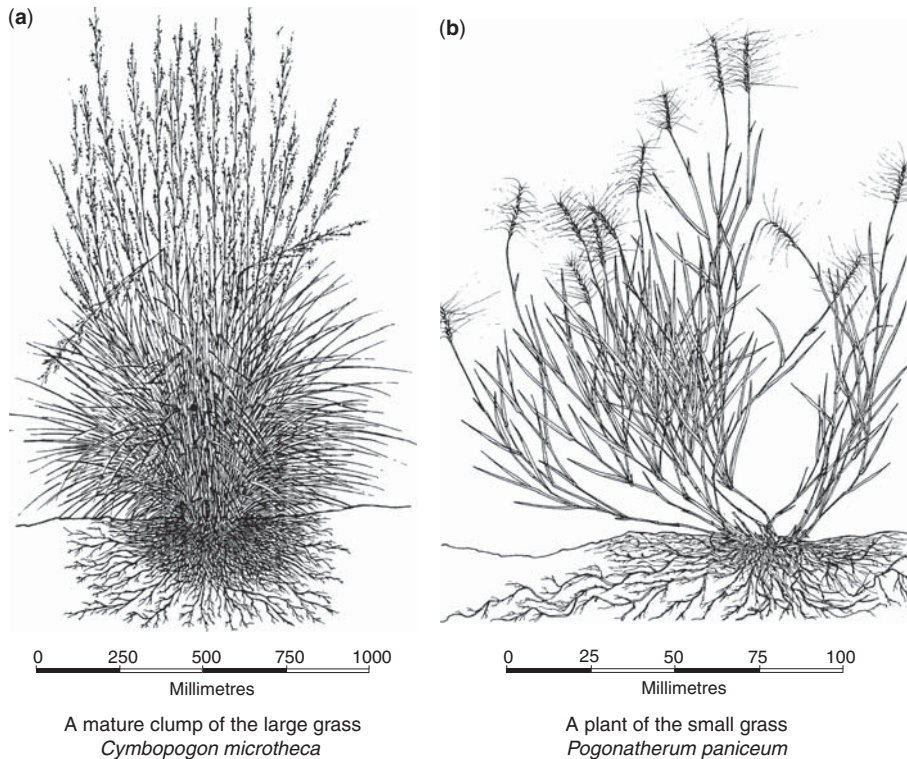 (a)
0 250 500 750 1000
Millimetres
A mature clump of the large grass
Cymbopogon microtheca
(b)
0 25 50 75 100
Millimetres
A plant of the small grass
Pogonatherum paniceum